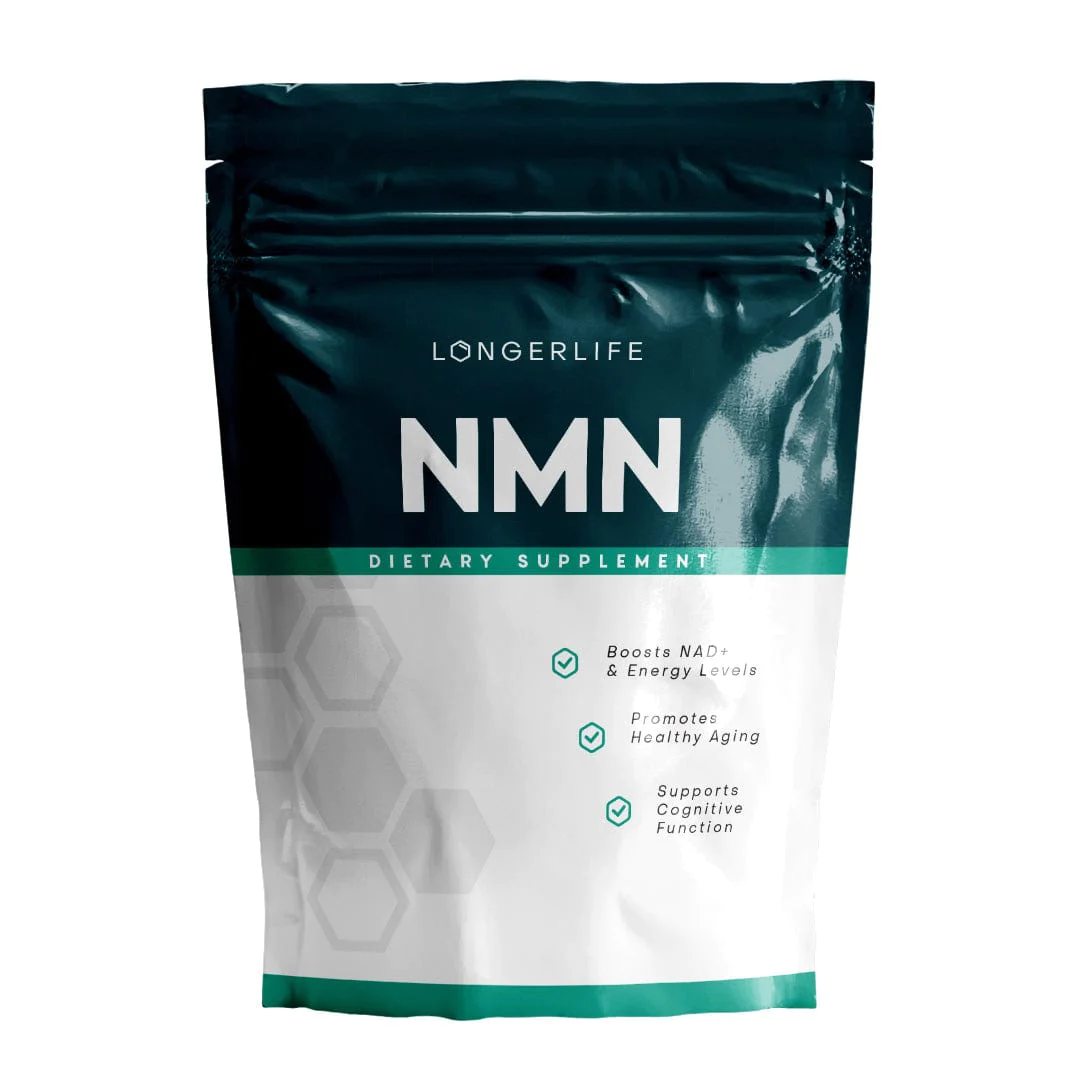 LONGERLIFE
NMN
DIETARY SUPPLEMENT
Boosts NAD+
& Energy Levels
Promotes
Healthy Aging
Supports
Cognitive
Function